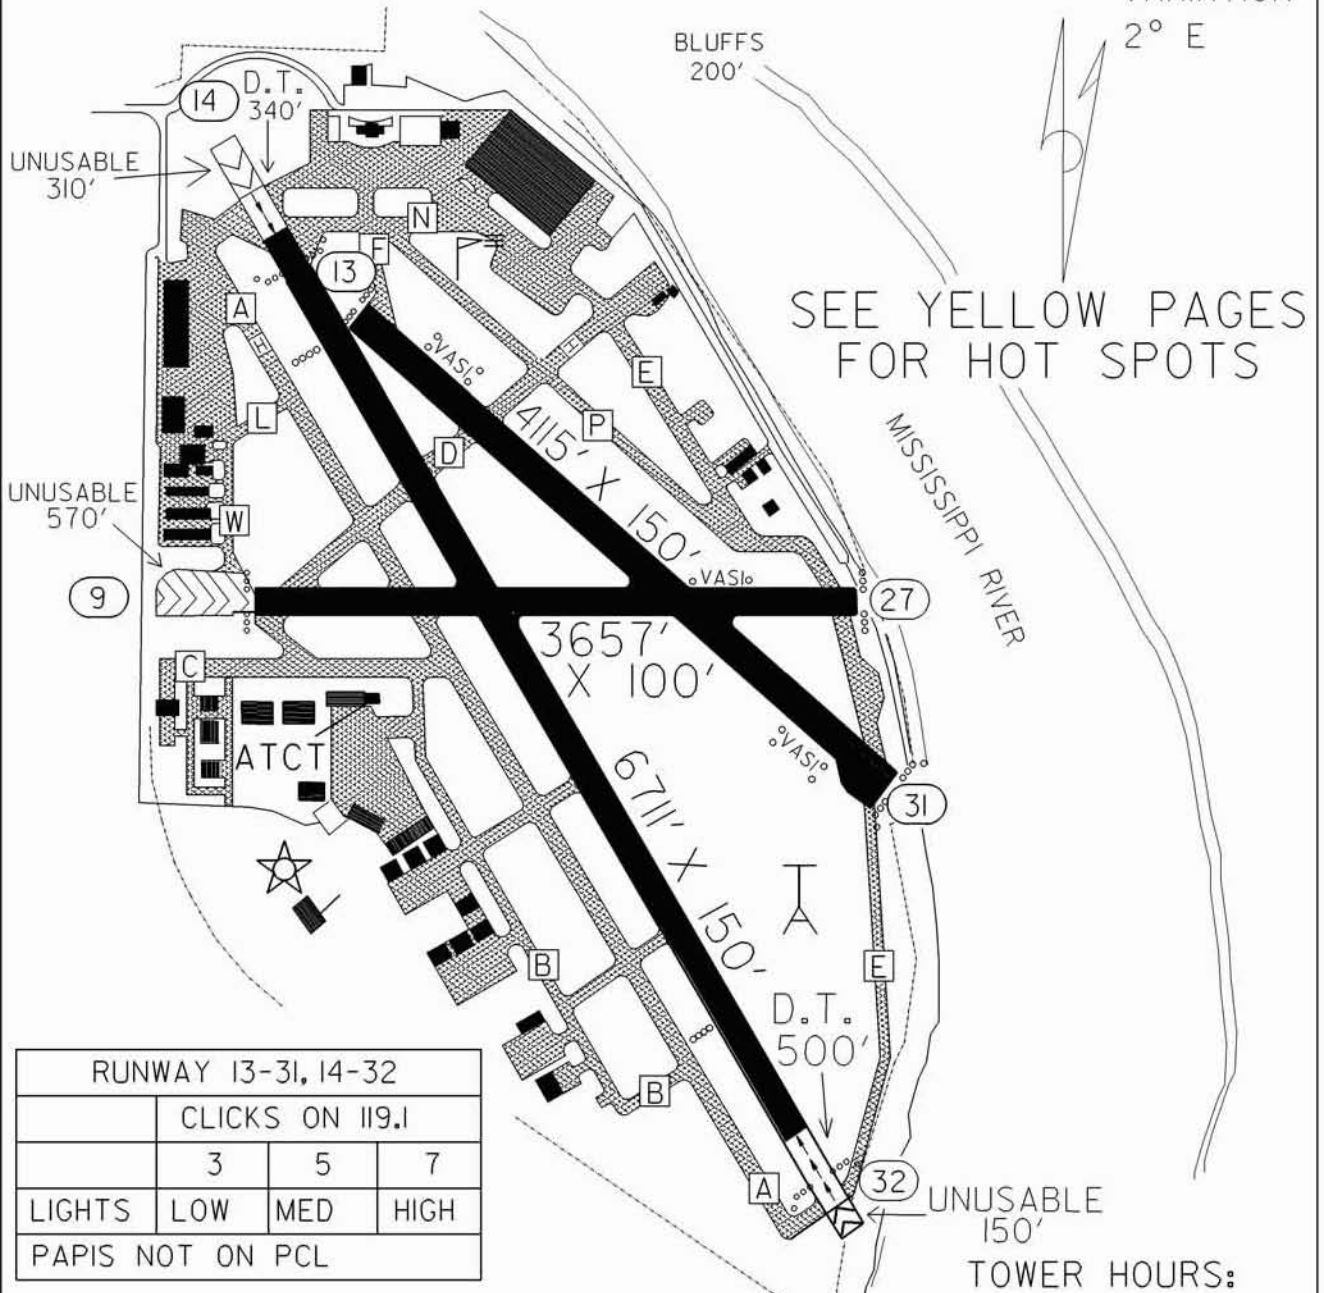 2° E
BLUFFS
200'
14
D.T.
340'
UNUSABLE
310'
N
F
13
A
SEE YELLOW PAGES
FOR HOT SPOTS
H
VASI
H
E
L
P
D
4115' X 150'
MISSISSIPPI RIVER
UNUSABLE
570'
W
VASI
9
27
3657'
X 100'
C
ATCT
VASI
31
6711' X 150'
B
E
D.T.
500'
RUNWAY 13-31, 14-32
CLICKS ON 119.1
3 5 7
LIGHTS LOW MED HIGH
PAPIS NOT ON PCL
B
A
32
UNUSABLE
150'
TOWER HOURS: